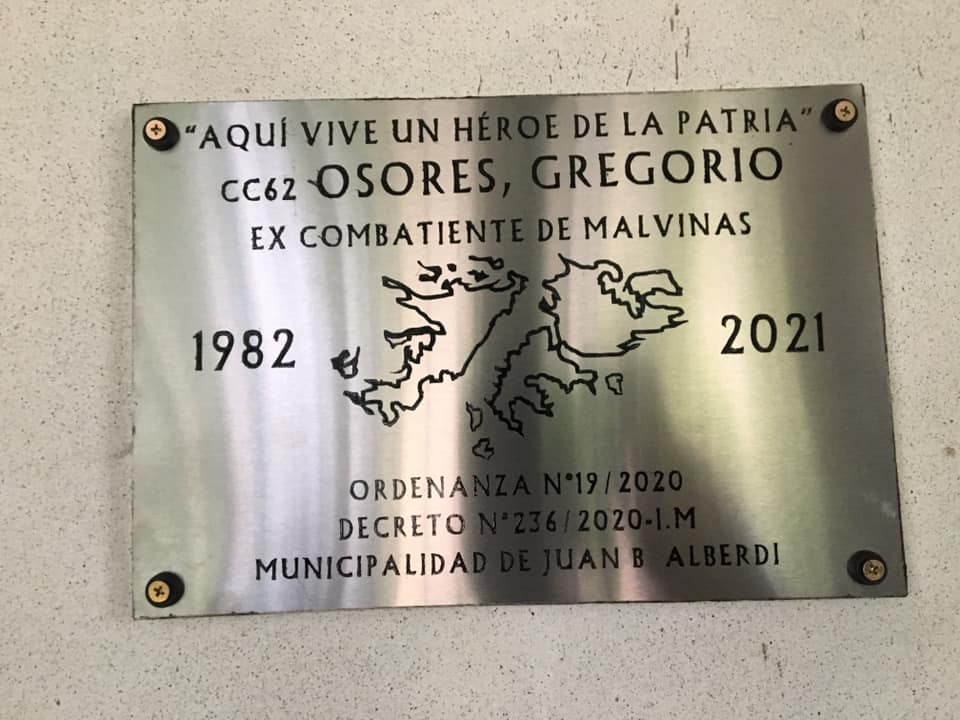 "AQUÍ VIVE UN HÉROE DE LA PATRIA"
CC62 OSORES, GREGORIO
EX COMBATIENTE DE MALVINAS
1982 2021
ORDENANZA N°19/2020
DECRETO N°236/2020-I.M
MUNICIPALIDAD DE JUAN B ALBERDI